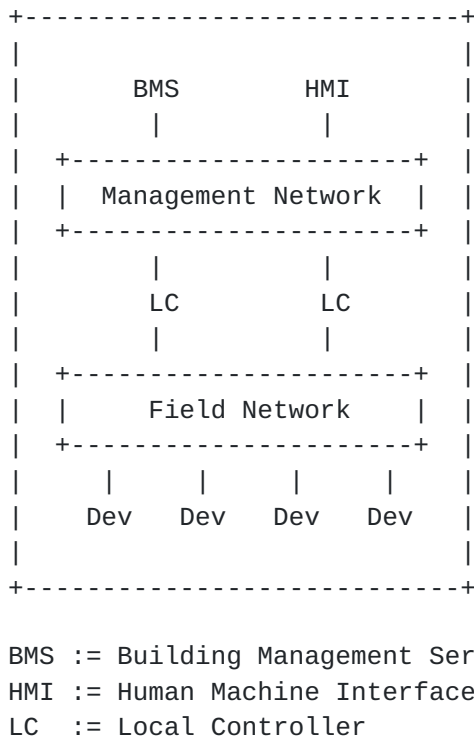 BMS HMI
Management Network
LC LC
Field Network
Dev Dev Dev Dev
BMS := Building Management Ser
HMI := Human Machine Interface
LC := Local Controller